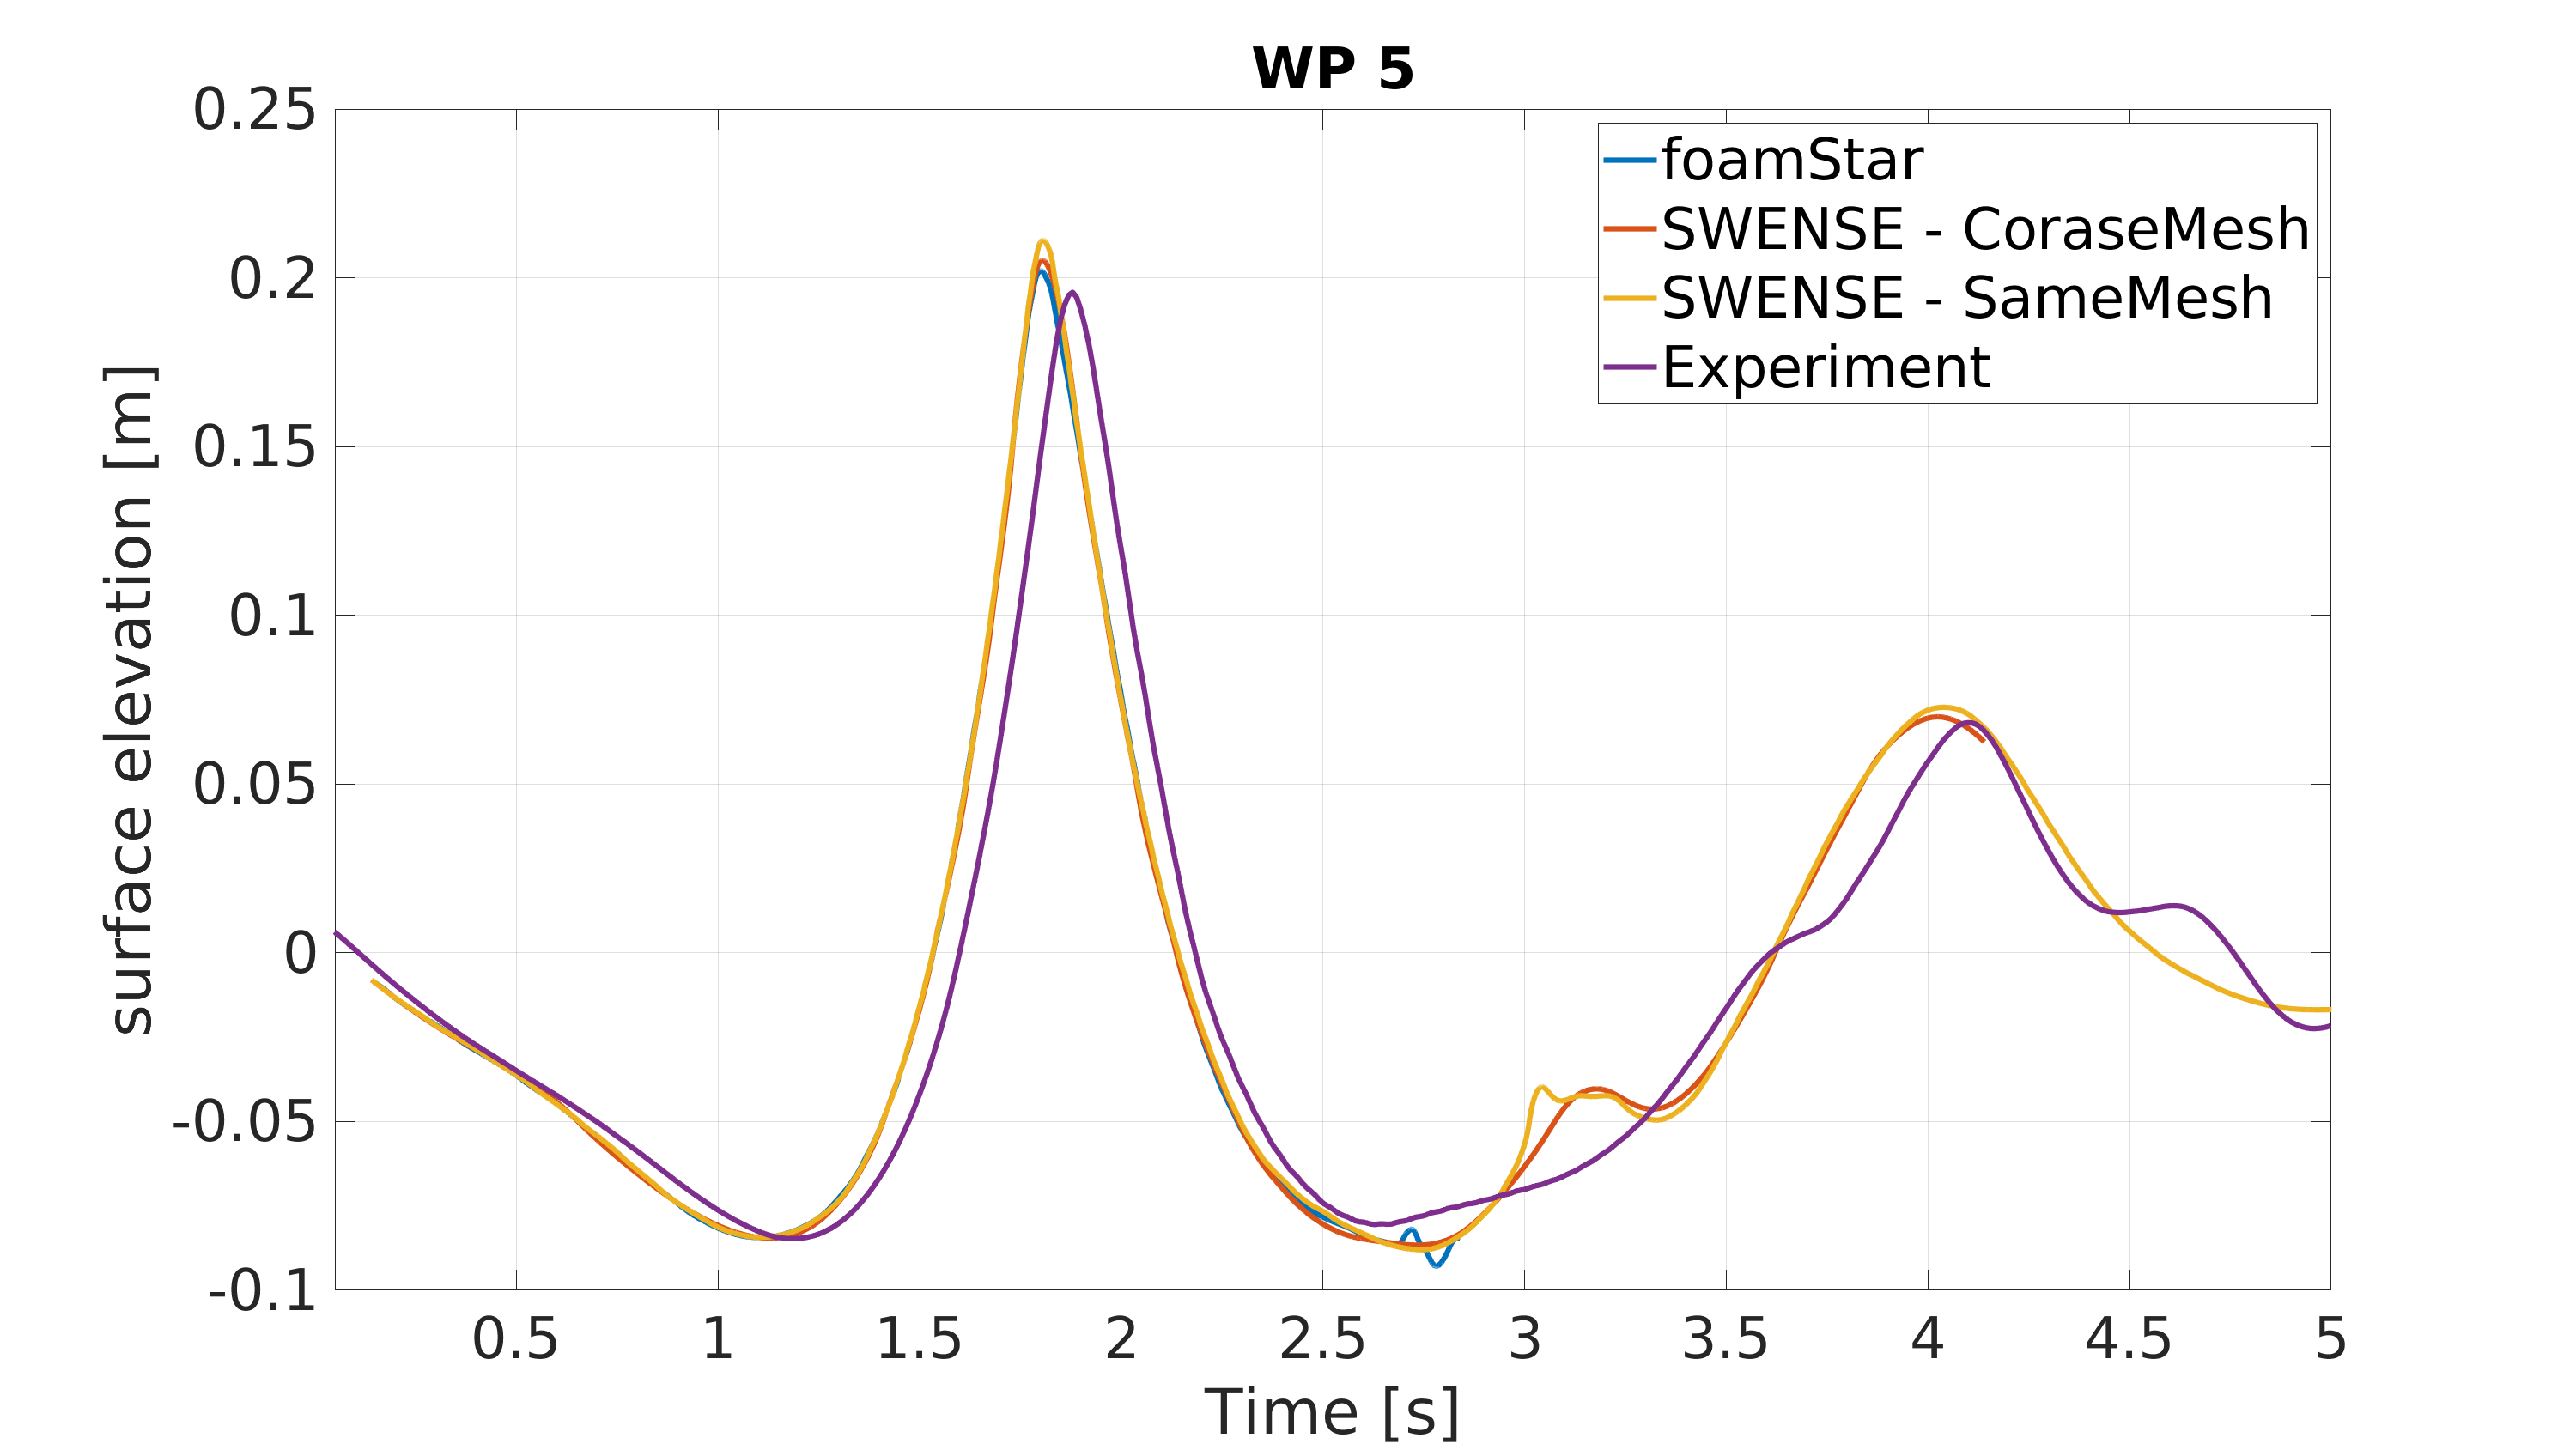 WP 5
0.25
0.2
0.15
0.1
0.05
0
-0.05
-0.1
surface elevation [m]
foamStar
SWENSE - CoraseMesh
SWENSE - SameMesh
Experiment
0.5 1 1.5 2 2.5 3 3.5 4 4.5 5
Time [s]